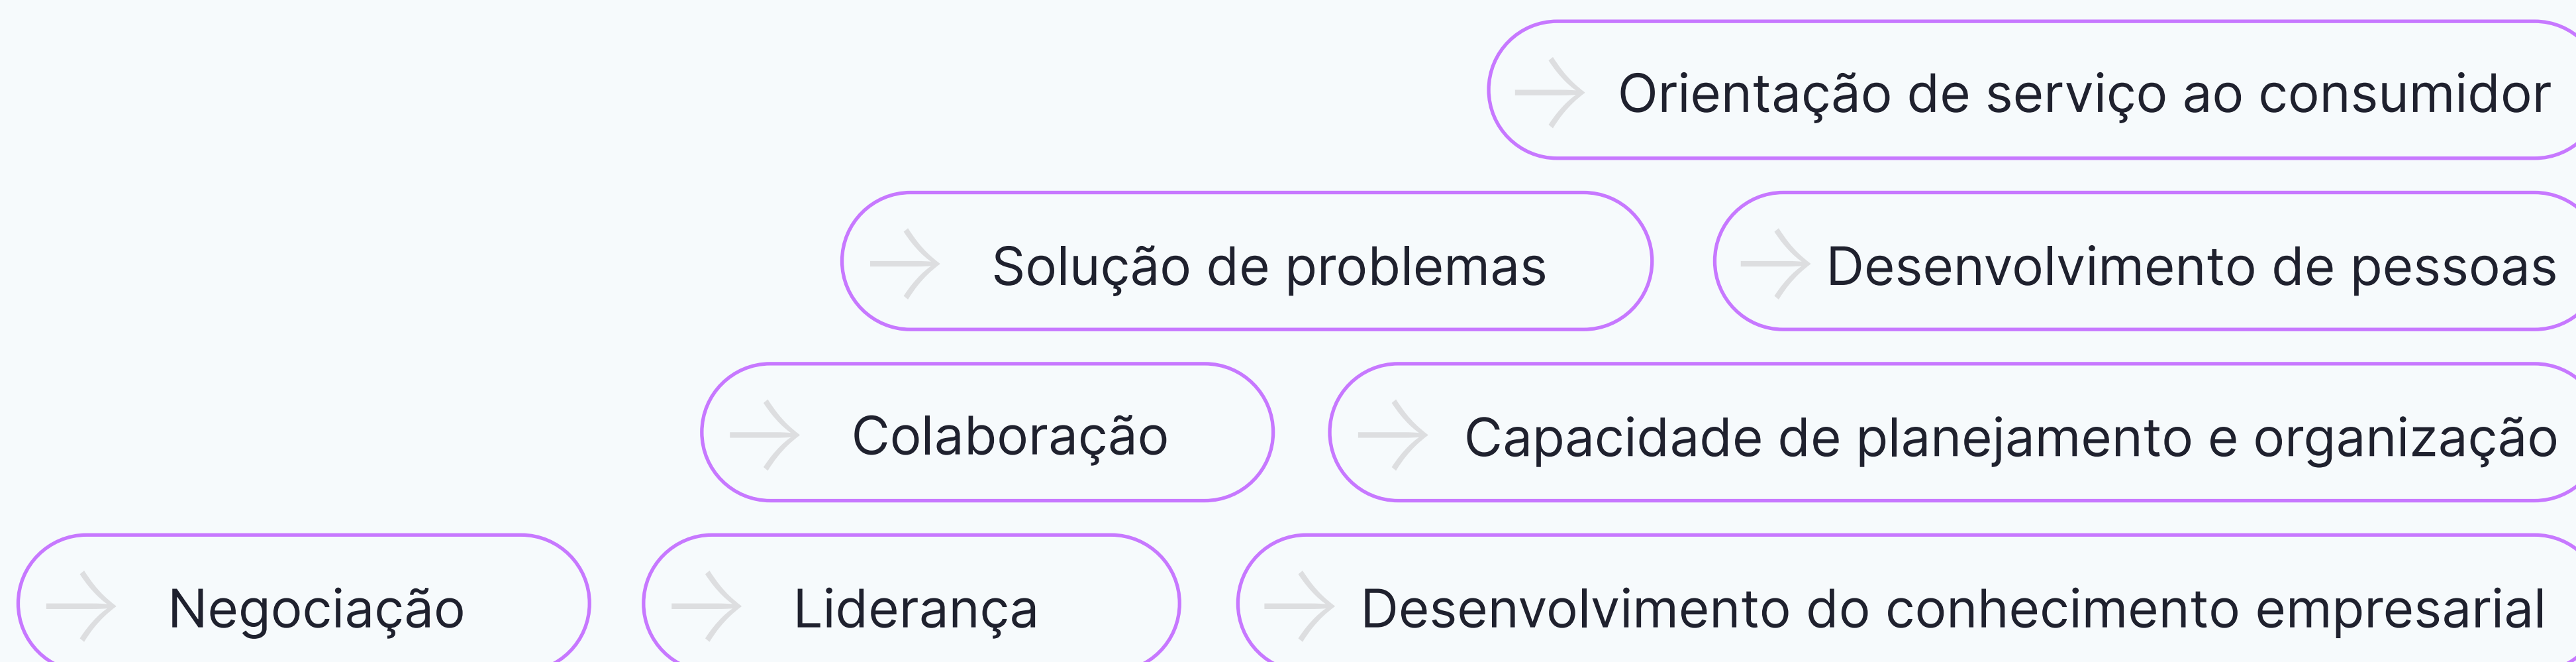 Orientação de serviço ao consumidor
Solução de problemas
Desenvolvimento de pessoas
Colaboração
Capacidade de planejamento e organização
Negociação
Liderança
Desenvolvimento do conhecimento empresarial